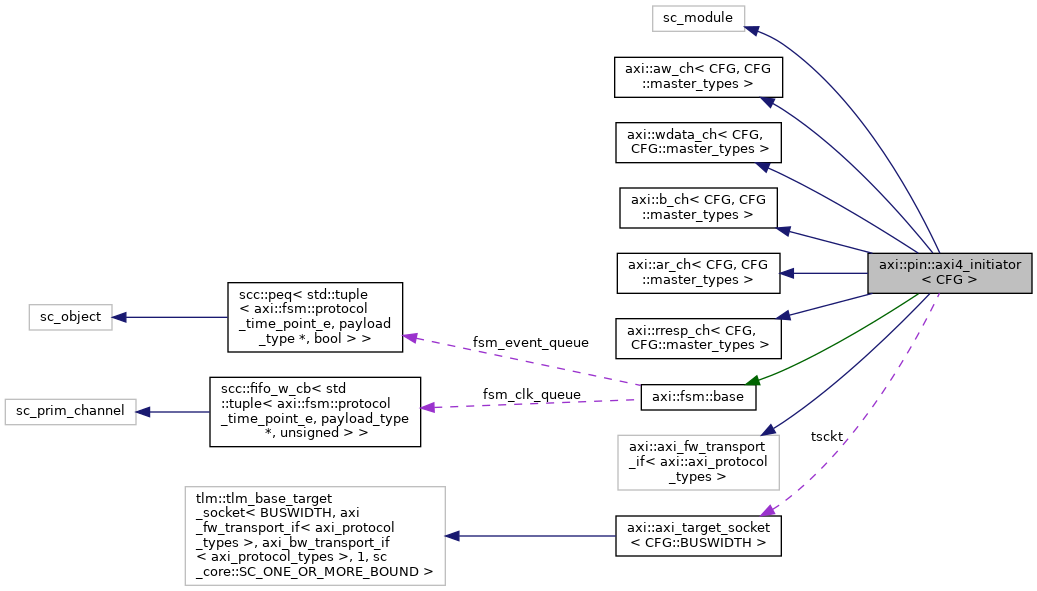 sc_module
axi::aw_ch< CFG, CFG
::master_types >
axi::wdata_ch< CFG,
CFG::master_types >
axi::b_ch< CFG, CFG
::master_types >
axi::pin::axi4_initiator
< CFG >
axi::ar_ch< CFG, CFG
::master_types >
scc::peq< std::tuple
< axi::fsm::protocol
_time_point_e, payload
_type *, bool > >
sc_object
axi::rresp_ch< CFG,
CFG::master_types >
fsm_event_queue
scc::fifo_w_cb< std
::tuple< axi::fsm::protocol
_time_point_e, payload_type
*, unsigned > >
sc_prim_channel
fsm_clk_queue
axi::fsm::base
axi::axi_fw_transport
_if< axi::axi_protocol
_types >
tsckt
tlm::tlm_base_target
_socket< BUSWIDTH, axi
_fw_transport_if< axi_protocol
_types >, axi_bw_transport_if
< axi_protocol_types >, 1, sc
_core::SC_ONE_OR_MORE_BOUND >
axi::axi_target_socket
< CFG::BUSWIDTH >